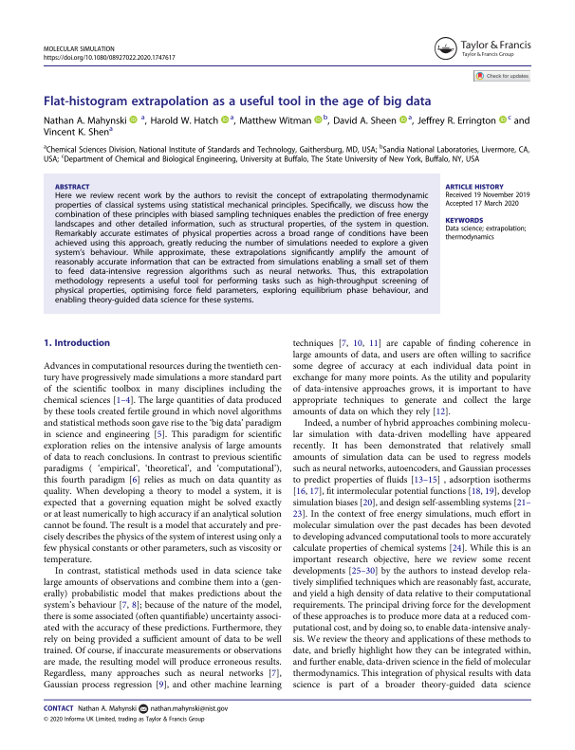 MOLECULAR SIMULATION
https://doi.org/10.1080/08927022.2020.1747617
Taylor & Francis
Taylor & Francis Group
Check for updates
Flat-histogram extrapolation as a useful tool in the age of big data
Nathan A. Mahynski a, Harold W. Hatch a, Matthew Witman b, David A. Sheen a, Jeffrey R. Errington c and
Vincent K. Shen a
aChemical Sciences Division, National Institute of Standards and Technology, Gaithersburg, MD, USA; bSandia National Laboratories, Livermore, CA,
USA; cDepartment of Chemical and Biological Engineering, University at Buffalo, The State University of New York, Buffalo, NY, USA
ABSTRACT
Here we review recent work by the authors to revisit the concept of extrapolating thermodynamic
properties of classical systems using statistical mechanical principles. Specifically, we discuss how the
combination of these principles with biased sampling techniques enables the prediction of free energy
landscapes and other detailed information, such as structural properties, of the system in question.
Remarkably accurate estimates of physical properties across a broad range of conditions have been
achieved using this approach, greatly reducing the number of simulations needed to explore a given
system's behaviour. While approximate, these extrapolations significantly amplify the amount of
reasonably accurate information that can be extracted from simulations enabling a small set of them
to feed data-intensive regression algorithms such as neural networks. Thus, this extrapolation
methodology represents a useful tool for performing tasks such as high-throughput screening of
physical properties, optimising force field parameters, exploring equilibrium phase behaviour, and
enabling theory-guided data science for these systems.
ARTICLE HISTORY
Received 19 November 2019
Accepted 17 March 2020
KEYWORDS
Data science; extrapolation;
thermodynamics
1. Introduction
Advances in computational resources during the twentieth cen-
tury have progressively made simulations a more standard part
of the scientific toolbox in many disciplines including the
chemical sciences [1–4]. The large quantities of data produced
by these tools created fertile ground in which novel algorithms
and statistical methods soon gave rise to the 'big data' paradigm
in science and engineering [5]. This paradigm for scientific
exploration relies on the intensive analysis of large amounts
of data to reach conclusions. In contrast to previous scientific
paradigms ( 'empirical', 'theoretical', and 'computational'),
this fourth paradigm [6] relies as much on data quantity as
quality. When developing a theory to model a system, it is
expected that a governing equation might be solved exactly
or at least numerically to high accuracy if an analytical solution
cannot be found. The result is a model that accurately and pre-
cisely describes the physics of the system of interest using only a
few physical constants or other parameters, such as viscosity or
temperature.
In contrast, statistical methods used in data science take
large amounts of observations and combine them into a (gen-
erally) probabilistic model that makes predictions about the
system's behaviour [7, 8]; because of the nature of the model,
there is some associated (often quantifiable) uncertainty associ-
ated with the accuracy of these predictions. Furthermore, they
rely on being provided a sufficient amount of data to be well
trained. Of course, if inaccurate measurements or observations
are made, the resulting model will produce erroneous results.
Regardless, many approaches such as neural networks [7],
Gaussian process regression [9], and other machine learning
techniques [7, 10, 11] are capable of finding coherence in
large amounts of data, and users are often willing to sacrifice
some degree of accuracy at each individual data point in
exchange for many more points. As the utility and popularity
of data-intensive approaches grows, it is important to have
appropriate techniques to generate and collect the large
amounts of data on which they rely [12].
Indeed, a number of hybrid approaches combining molecu-
lar simulation with data-driven modelling have appeared
recently. It has been demonstrated that relatively small
amounts of simulation data can be used to regress models
such as neural networks, autoencoders, and Gaussian processes
to predict properties of fluids [13–15] , adsorption isotherms
[16, 17], fit intermolecular potential functions [18, 19], develop
simulation biases [20], and design self-assembling systems [21–
23]. In the context of free energy simulations, much effort in
molecular simulation over the past decades has been devoted
to developing advanced computational tools to more accurately
calculate properties of chemical systems [24]. While this is an
important research objective, here we review some recent
developments [25–30] by the authors to instead develop rela-
tively simplified techniques which are reasonably fast, accurate,
and yield a high density of data relative to their computational
requirements. The principal driving force for the development
of these approaches is to produce more data at a reduced com-
putational cost, and by doing so, to enable data-intensive analy-
sis. We review the theory and applications of these methods to
date, and briefly highlight how they can be integrated within,
and further enable, data-driven science in the field of molecular
thermodynamics. This integration of physical results with data
science is part of a broader theory-guided data science
CONTACT Nathan A. Mahynski nathan.mahynski@nist.gov
© 2020 Informa UK Limited, trading as Taylor & Francis Group